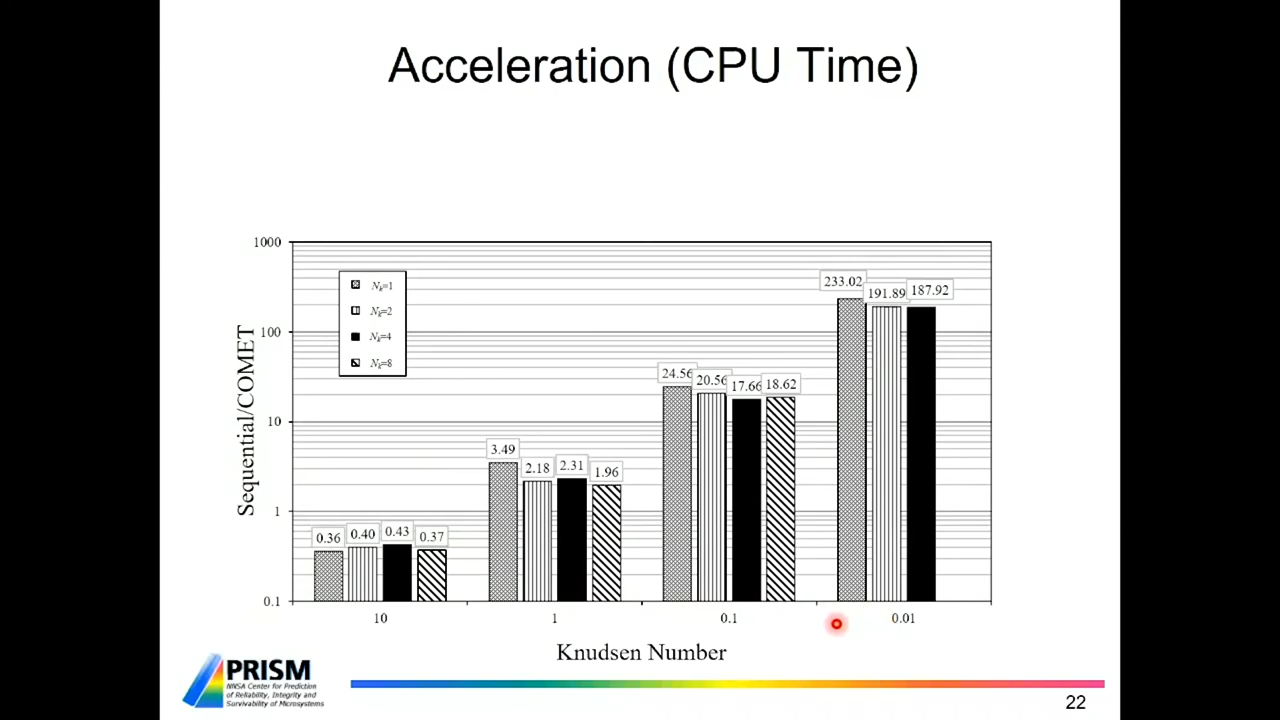 Acceleration (CPU Time)
1000
100
10
1
0.1
Sequential/COMET
Nk=1
Nk=2
Nk=4
Nk=8
0.36
0.40
0.43
0.37
3.49
2.18
2.31
1.96
24.56
20.56
17.66
18.62
233.02
191.89
187.92
10
1
0.1
0.01
Knudsen Number
PRISM
NNSA Center for Prediction
of Reliability, Integrity and
Survivability of Microsystems
22